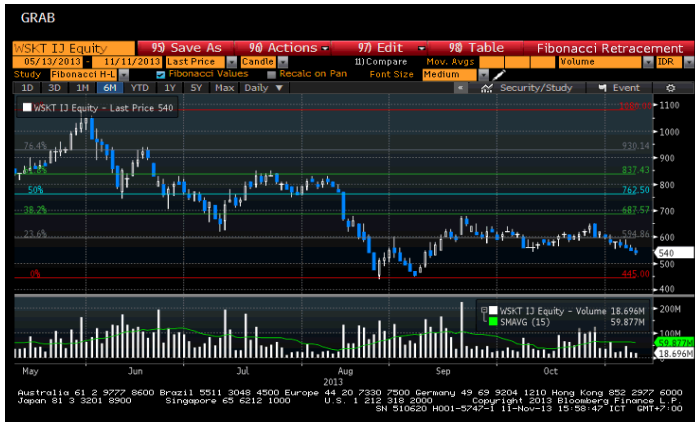 GRAB
WSKT IJ Equity 95) Save As 96) Actions 97) Edit 98) Table Fibonacci Retracement
05/13/2013 - 11/11/2013 Last Price Candle 11) Compare Mov. Avgs Volume IDR
Study Fibonacci H-L Fibonacci Values Recalc on Pan Font Size Medium
1D 3D 1M 6M YTD 1Y 5Y Max Daily ▼ « Security/Study Event
WSKT IJ Equity - Last Price 540
1100
1000
76.4% 930.14
900
837.43
800
50% 762.50
700
38.2% 687.57
600
23.6% 594.86
540
500
0% 445.00
400
WSKT IJ Equity - Volume 18.696M
SMAVG (15) 59.877M
200M
100M
59.877M
18.696M
0
May Jun Jul Aug Sep Oct
2013
Australia 61 2 9777 8600 Brazil 5511 3048 4500 Europe 44 20 7330 7500 Germany 49 69 9204 1210 Hong Kong 852 2977 6000
Japan 81 3 3201 8900 Singapore 65 6212 1000 U.S. 1 212 318 2000 Copyright 2013 Bloomberg Finance L.P.
SN 510620 H001-5747-1 11-Nov-13 15:58:47 ICT GMT+7:00